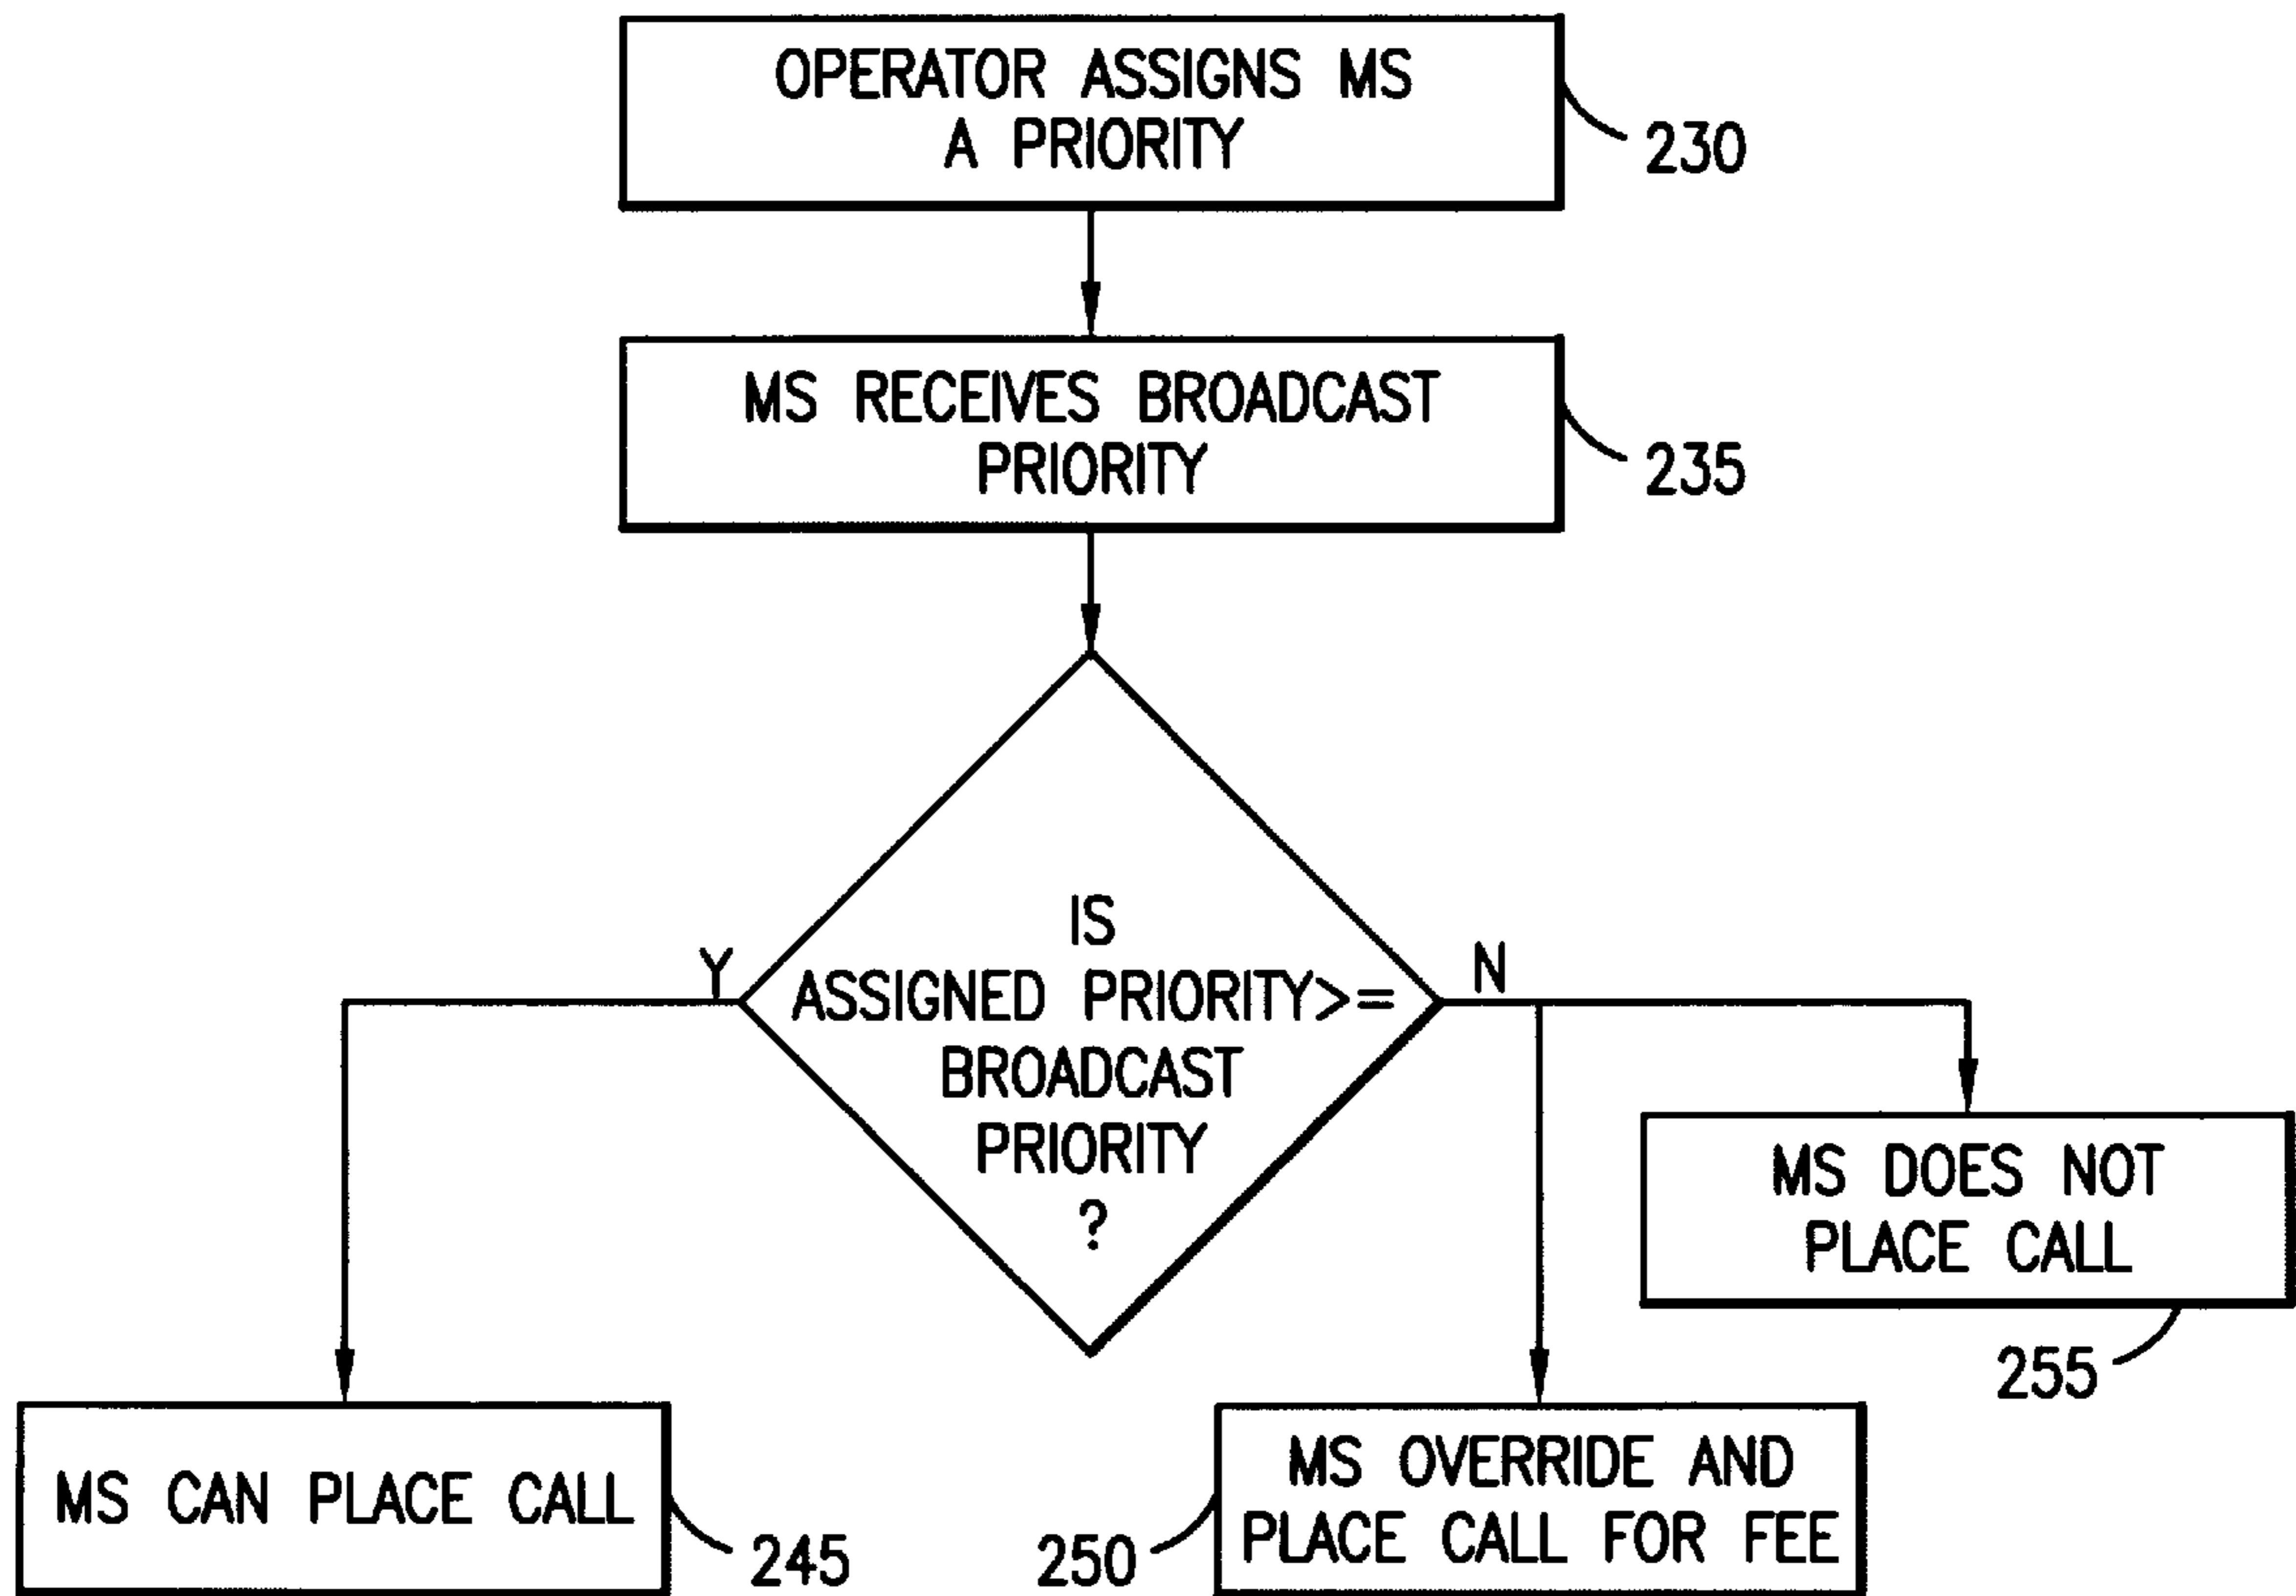 OPERATOR ASSIGNS MS
A PRIORITY
230
MS RECEIVES BROADCAST
PRIORITY
235
IS
ASSIGNED PRIORITY>=
BROADCAST
PRIORITY
?
Y
N
MS DOES NOT
PLACE CALL
255
MS CAN PLACE CALL
245
MS OVERRIDE AND
PLACE CALL FOR FEE
250